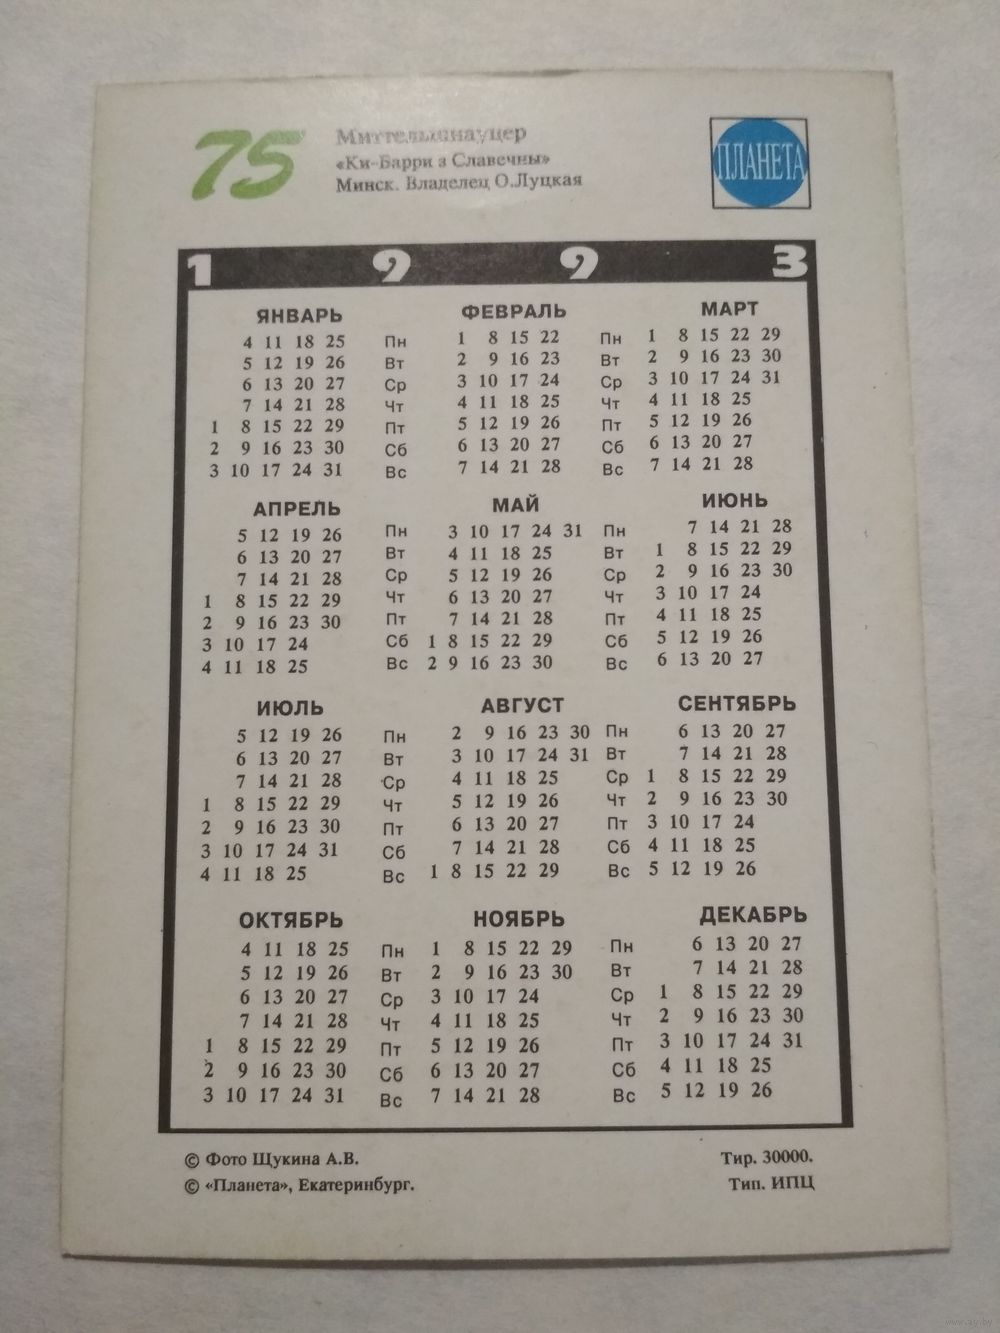 75
Миттельшнауцер
«Ки-Барри з Славечны»
Минск. Владелец О.Луцкая
ПЛАНЕТА
1 9 9 3
ЯНВАРЬ ФЕВРАЛЬ МАРТ
4 11 18 25 Пн 1 8 15 22 Пн 1 8 15 22 29
5 12 19 26 Вт 2 9 16 23 Вт 2 9 16 23 30
6 13 20 27 Ср 3 10 17 24 Ср 3 10 17 24 31
7 14 21 28 Чт 4 11 18 25 Чт 4 11 18 25
1 8 15 22 29 Пт 5 12 19 26 Пт 5 12 19 26
2 9 16 23 30 Сб 6 13 20 27 Сб 6 13 20 27
3 10 17 24 31 Вс 7 14 21 28 Вс 7 14 21 28
АПРЕЛЬ МАЙ ИЮНЬ
5 12 19 26 Пн 3 10 17 24 31 Пн 7 14 21 28
6 13 20 27 Вт 4 11 18 25 Вт 1 8 15 22 29
7 14 21 28 Ср 5 12 19 26 Ср 2 9 16 23 30
1 8 15 22 29 Чт 6 13 20 27 Чт 3 10 17 24
2 9 16 23 30 Пт 7 14 21 28 Пт 4 11 18 25
3 10 17 24 Сб 1 8 15 22 29 Сб 5 12 19 26
4 11 18 25 Вс 2 9 16 23 30 Вс 6 13 20 27
ИЮЛЬ АВГУСТ СЕНТЯБРЬ
5 12 19 26 Пн 2 9 16 23 30 Пн 6 13 20 27
6 13 20 27 Вт 3 10 17 24 31 Вт 7 14 21 28
7 14 21 28 Ср 4 11 18 25 Ср 1 8 15 22 29
1 8 15 22 29 Чт 5 12 19 26 Чт 2 9 16 23 30
2 9 16 23 30 Пт 6 13 20 27 Пт 3 10 17 24
3 10 17 24 31 Сб 7 14 21 28 Сб 4 11 18 25
4 11 18 25 Вс 1 8 15 22 29 Вс 5 12 19 26
ОКТЯБРЬ НОЯБРЬ ДЕКАБРЬ
4 11 18 25 Пн 1 8 15 22 29 Пн 6 13 20 27
5 12 19 26 Вт 2 9 16 23 30 Вт 7 14 21 28
6 13 20 27 Ср 3 10 17 24 Ср 1 8 15 22 29
7 14 21 28 Чт 4 11 18 25 Чт 2 9 16 23 30
1 8 15 22 29 Пт 5 12 19 26 Пт 3 10 17 24 31
2 9 16 23 30 Сб 6 13 20 27 Сб 4 11 18 25
3 10 17 24 31 Вс 7 14 21 28 Вс 5 12 19 26
© Фото Щукина А.В. Тир. 30000.
© «Планета», Екатеринбург. Тип. ИПЦ